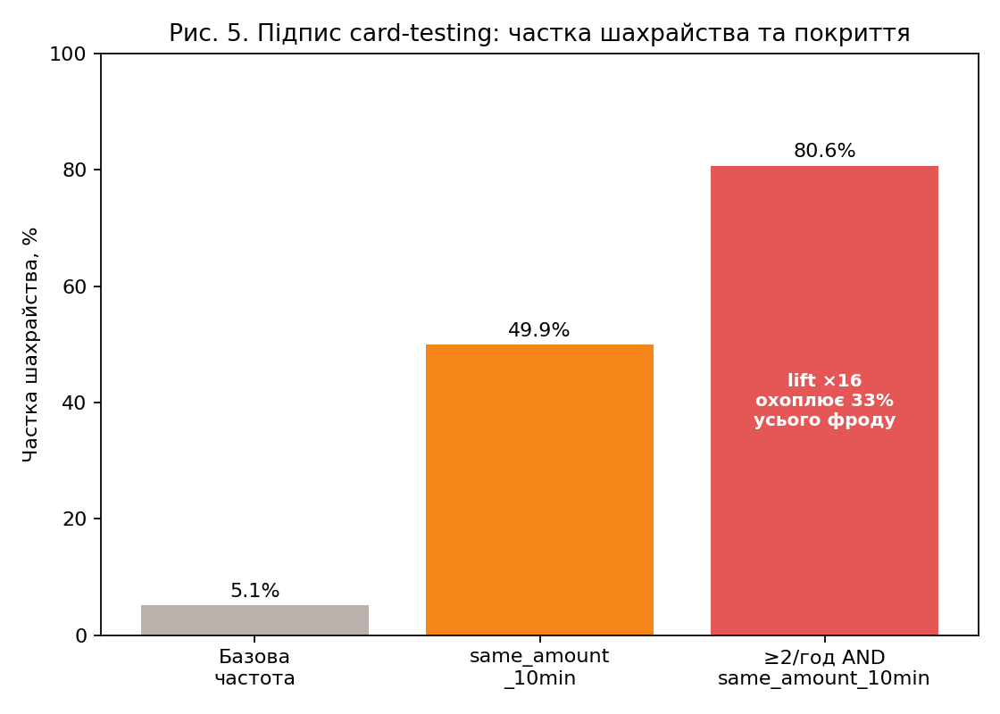 Рис. 5. Підпис card-testing: частка шахрайства та покриття
Частка шахрайства, %
100
80
60
40
20
0
5.1%
49.9%
80.6%
lift ×16
охоплює 33%
усього фроду
Базова
частота
same_amount
_10min
≥2/год AND
same_amount_10min